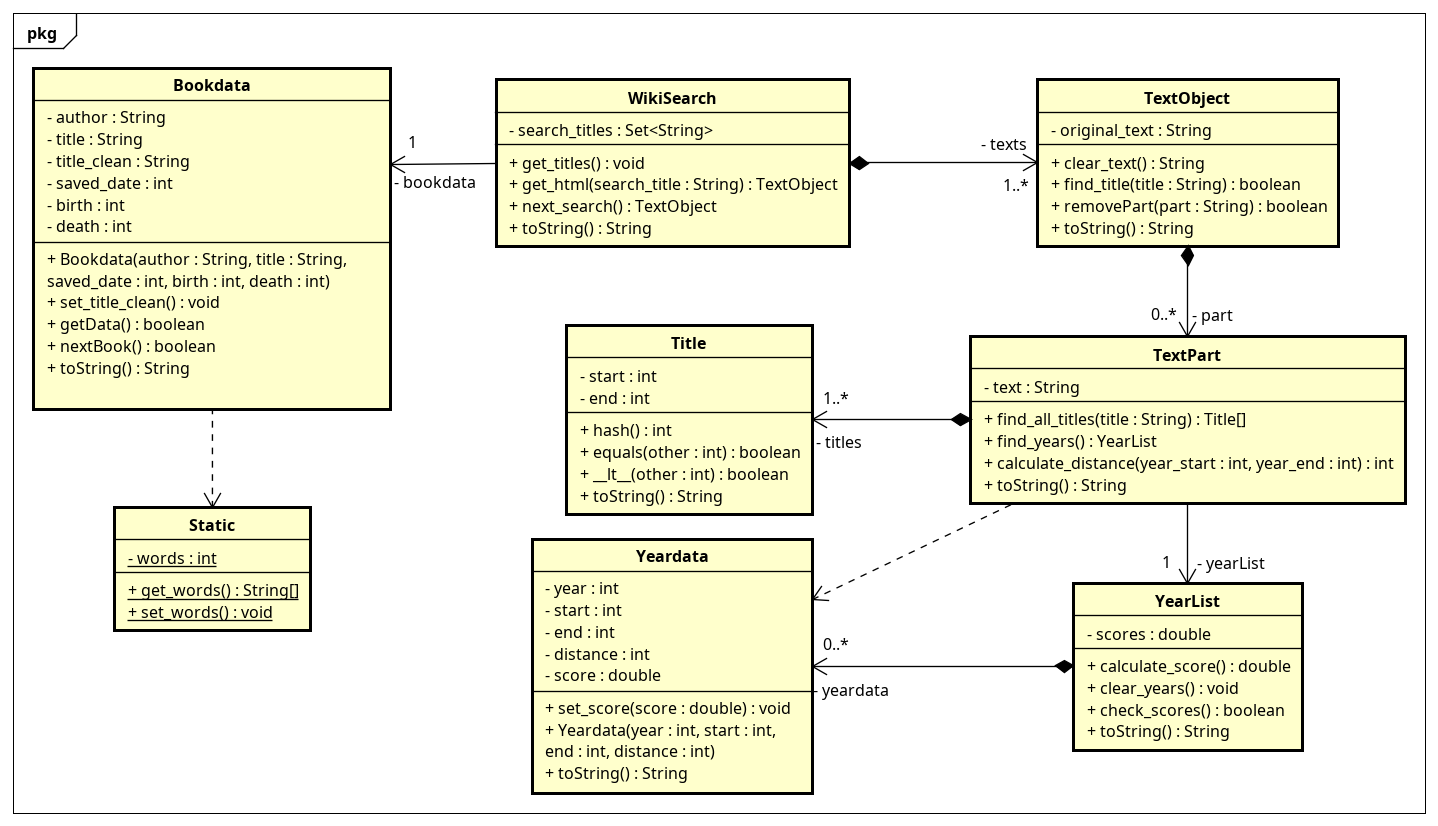 pkg
Bookdata
- author : String
- title : String
- title_clean : String
- saved_date : int
- birth : int
- death : int
+ Bookdata(author : String, title : String,
saved_date : int, birth : int, death : int)
+ set_title_clean() : void
+ getData() : boolean
+ nextBook() : boolean
+ toString() : String
1
- bookdata
WikiSearch
- search_titles : Set<String>
+ get_titles() : void
+ get_html(search_title : String) : TextObject
+ next_search() : TextObject
+ toString() : String
- texts
1..*
TextObject
- original_text : String
+ clear_text() : String
+ find_title(title : String) : boolean
+ removePart(part : String) : boolean
+ toString() : String
0..*
- part
Title
- start : int
- end : int
+ hash() : int
+ equals(other : int) : boolean
+ __lt__(other : int) : boolean
+ toString() : String
1..*
- titles
TextPart
- text : String
+ find_all_titles(title : String) : Title[]
+ find_years() : YearList
+ calculate_distance(year_start : int, year_end : int) : int
+ toString() : String
Static
- words : int
+ get_words() : String[]
+ set_words() : void
Yeardata
- year : int
- start : int
- end : int
- distance : int
- score : double
+ set_score(score : double) : void
+ Yeardata(year : int, start : int,
end : int, distance : int)
+ toString() : String
0..*
- yeardata
1
- yearList
YearList
- scores : double
+ calculate_score() : double
+ clear_years() : void
+ check_scores() : boolean
+ toString() : String